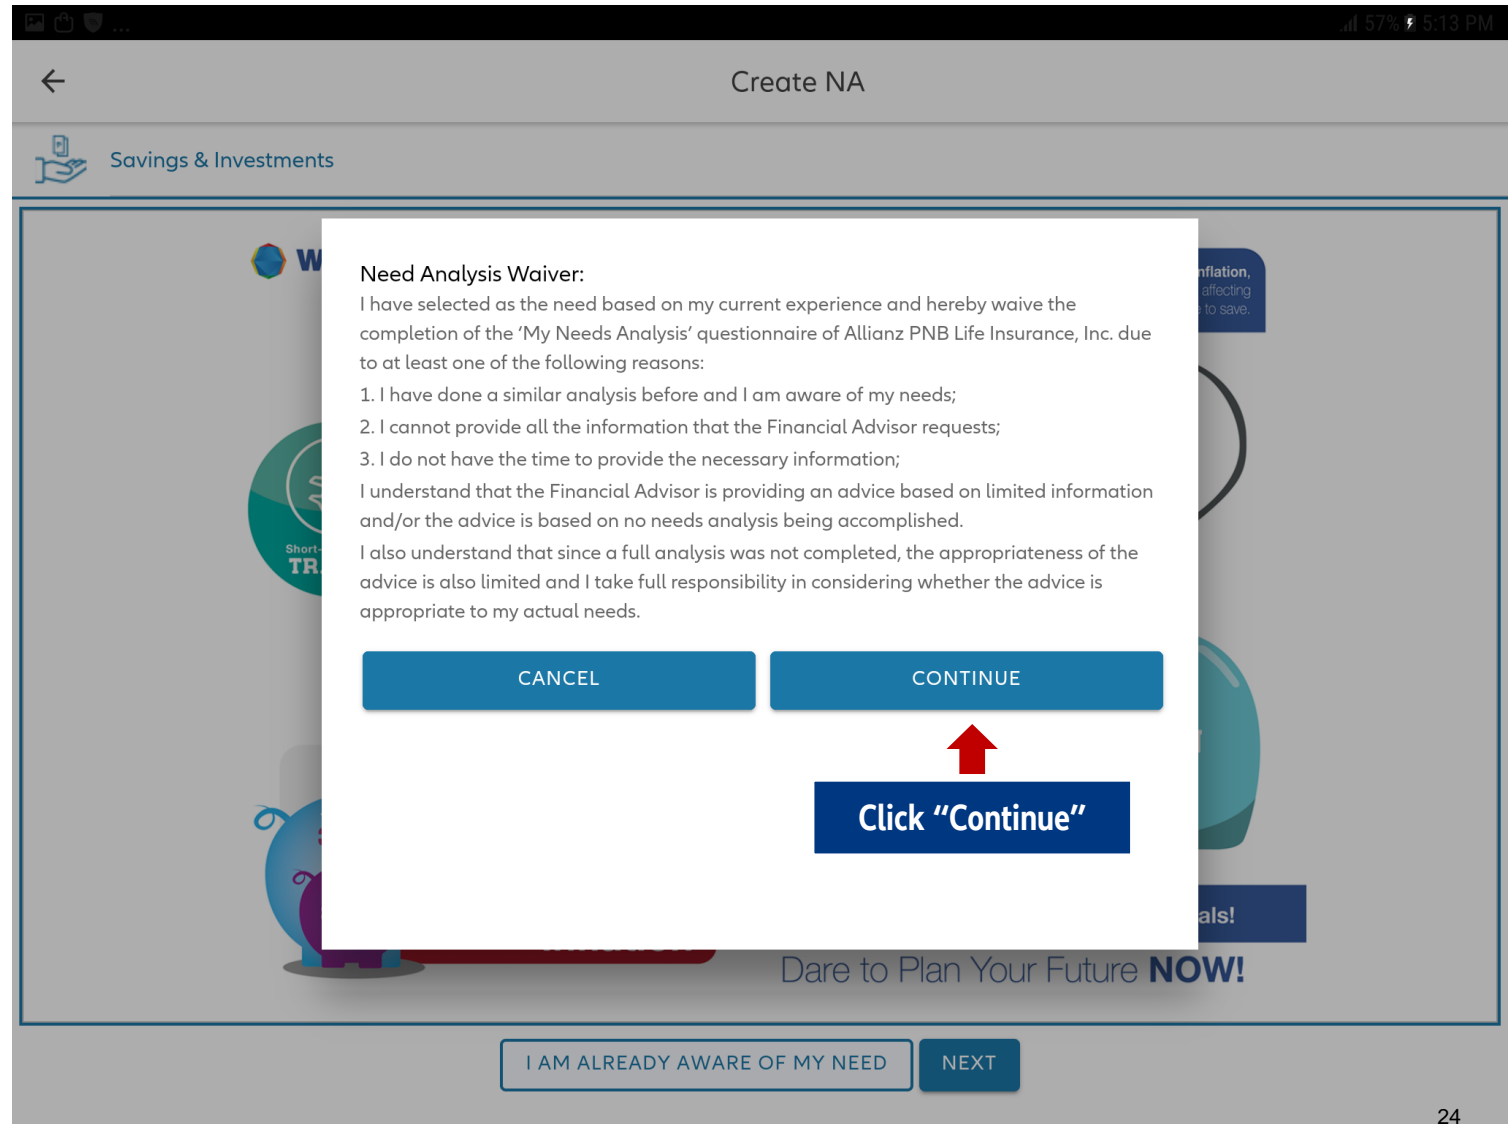 ... 57% 5:13 PM
Create NA
Savings & Investments
Need Analysis Waiver:
I have selected as the need based on my current experience and hereby waive the
completion of the ‘My Needs Analysis’ questionnaire of Allianz PNB Life Insurance, Inc. due
to at least one of the following reasons:
1. I have done a similar analysis before and I am aware of my needs;
2. I cannot provide all the information that the Financial Advisor requests;
3. I do not have the time to provide the necessary information;
I understand that the Financial Advisor is providing an advice based on limited information
and/or the advice is based on no needs analysis being accomplished.
I also understand that since a full analysis was not completed, the appropriateness of the
advice is also limited and I take full responsibility in considering whether the advice is
appropriate to my actual needs.
CANCEL CONTINUE
Click “Continue”
affecting
to save.
Short-
Dare to Plan Your Future NOW!
I AM ALREADY AWARE OF MY NEED NEXT
24